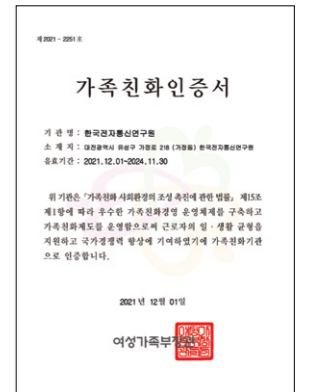 제 2021 - 2251 호
가족친화인증서
기 관 명 : 한국전자통신연구원
소 재 지 : 대전광역시 유성구 가정로 218 (가정동) 한국전자통신연구원
유효기간 : 2021.12.01~2024.11.30
위 기관은 「가족친화 사회환경의 조성 촉진에 관한 법률」 제15조
제1항에 따라 우수한 가족친화경영 운영체제를 구축하고
가족친화제도를 운영함으로써 근로자의 일 · 생활 균형을
지원하고 국가경쟁력 향상에 기여하였기에 가족친화기관
으로 인증합니다.
2021 년 12월 01일
여성가족부장관